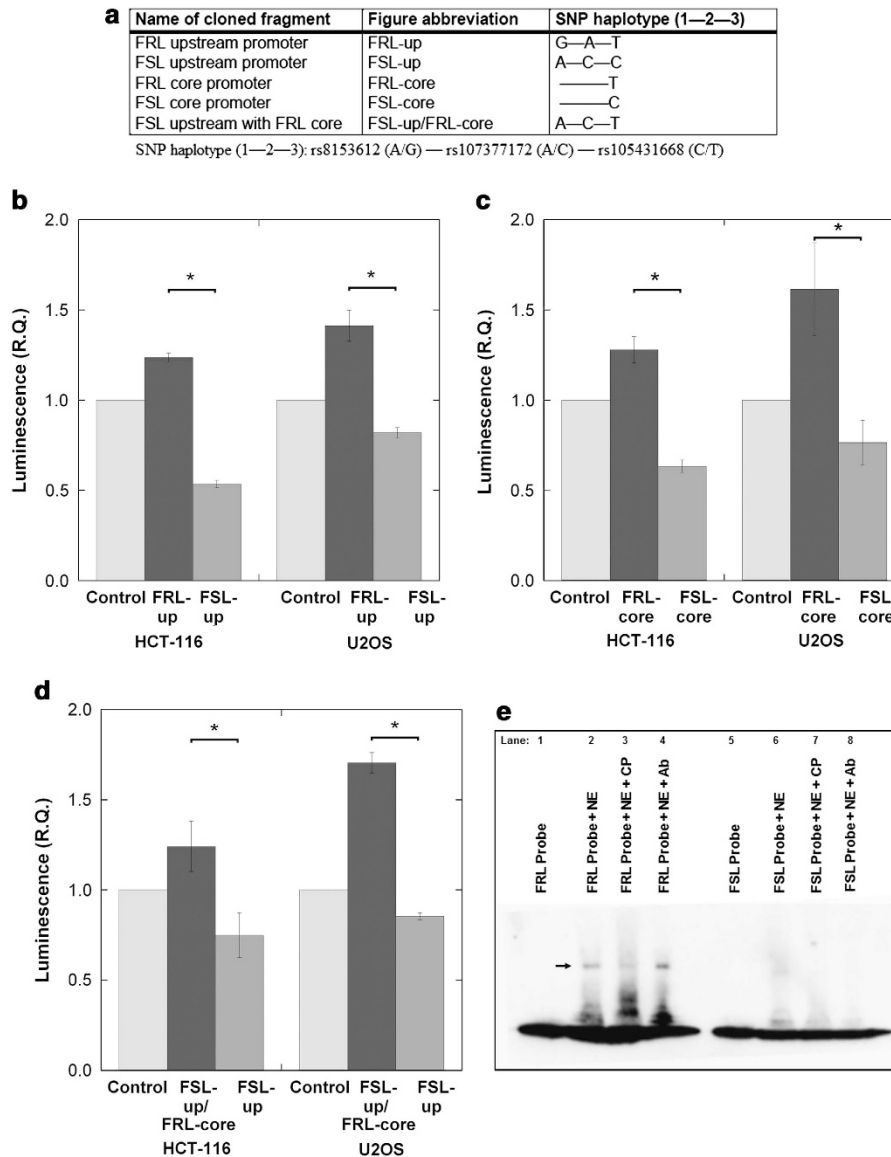 a
Name of cloned fragment Figure abbreviation SNP haplotype (1—2—3)
FRL upstream promoter FRL-up G—A—T
FSL upstream promoter FSL-up A—C—C
FRL core promoter FRL-core ——T
FSL core promoter FSL-core ——C
FSL upstream with FRL core FSL-up/FRL-core A—C—T
SNP haplotype (1—2—3): rs8153612 (A/G) — rs107377172 (A/C) — rs105431668 (C/T)
b
Luminescence (R.Q.)
2.0
1.5
1.0
0.5
0.0
* *
Control FRL- FSL- Control FRL- FSL-
up up up up
HCT-116 U2OS
c
Luminescence (R.Q.)
2.0
1.5
1.0
0.5
0.0
* *
Control FRL- FSL- Control FRL- FSL-
core core core core
HCT-116 U2OS
d
Luminescence (R.Q.)
2.0
1.5
1.0
0.5
0.0
* *
Control FSL- FSL- Control FSL- FSL-
up/ up up/ up
FRL-core FRL-core
HCT-116 U2OS
e
Lane: 1 2 3 4 5 6 7 8
FRL Probe
FRL Probe + NE
FRL Probe + NE + CP
FRL Probe + NE + Ab
FSL Probe
FSL Probe + NE
FSL Probe + NE + CP
FSL Probe + NE + Ab